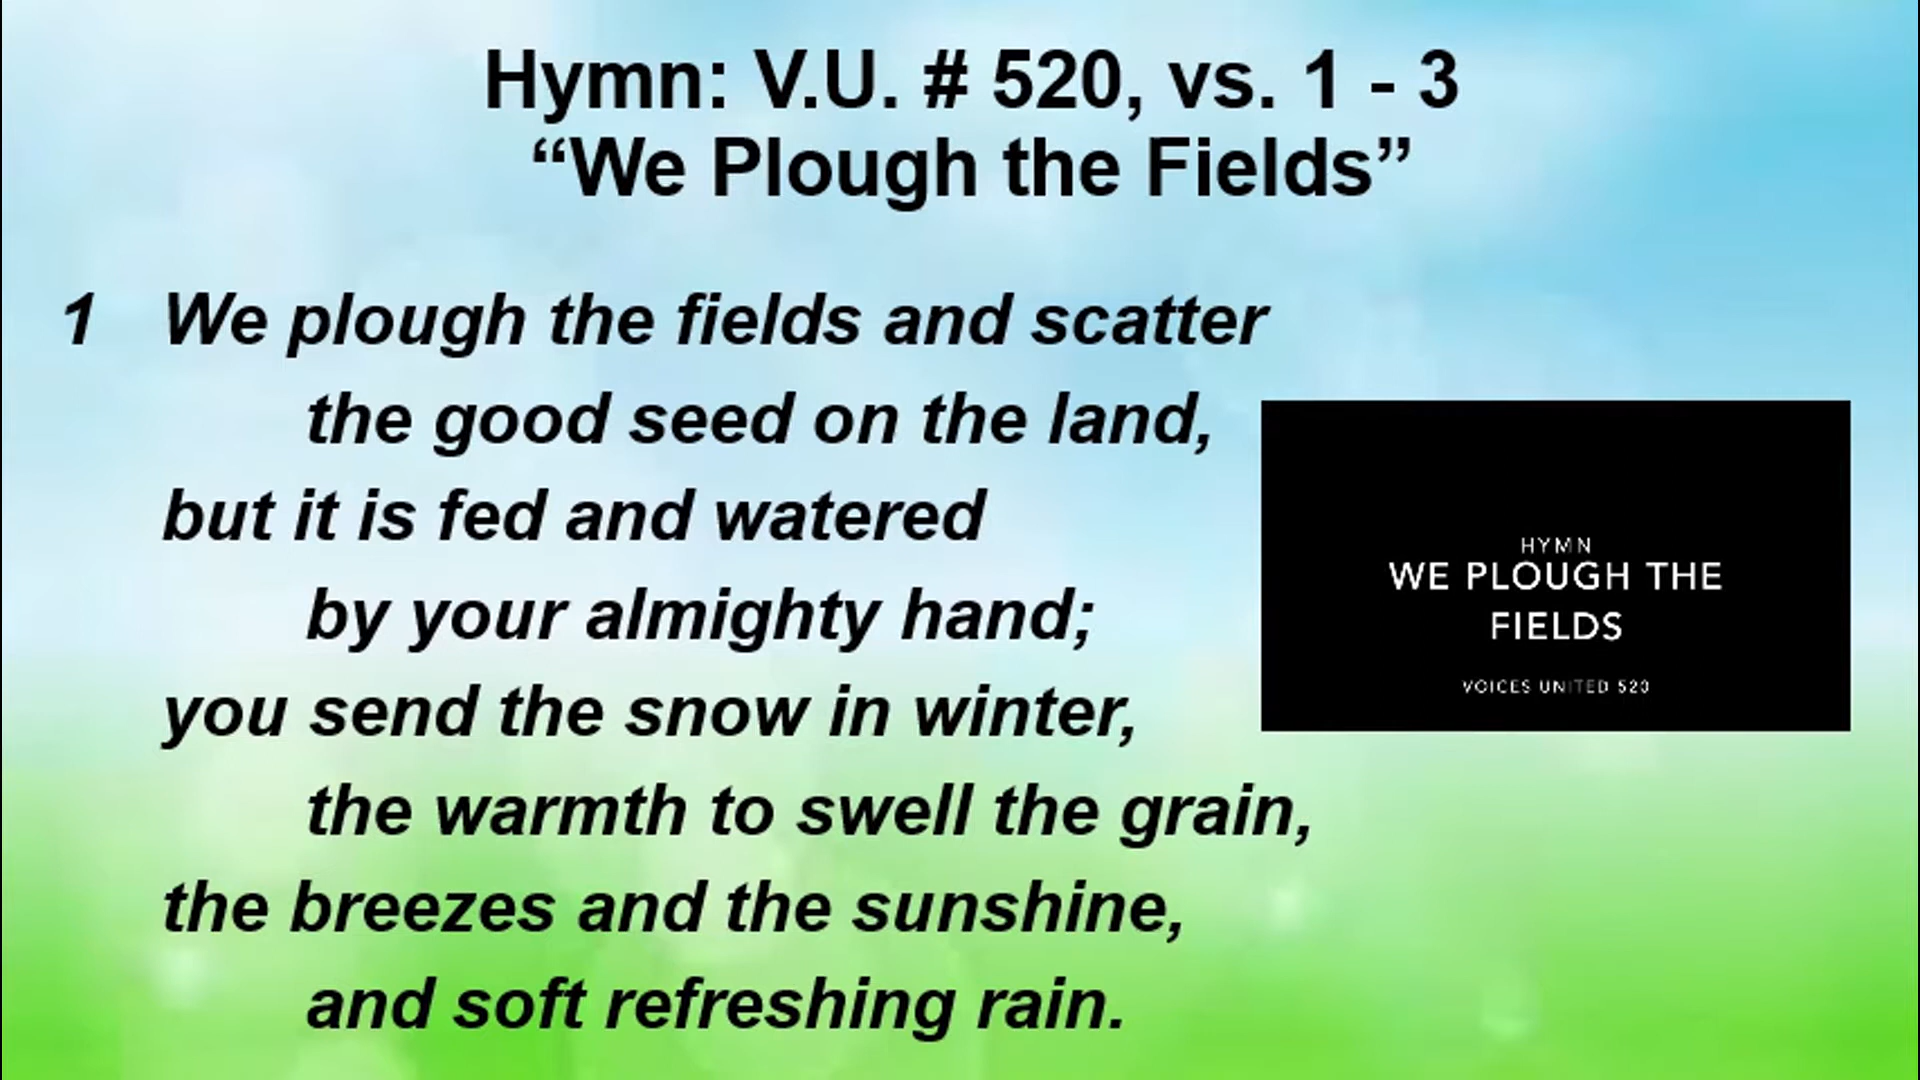 Hymn: V.U. # 520, vs. 1 - 3
“We Plough the Fields”
1 We plough the fields and scatter
the good seed on the land,
but it is fed and watered
by your almighty hand;
you send the snow in winter,
the warmth to swell the grain,
the breezes and the sunshine,
and soft refreshing rain.
HYMN
WE PLOUGH THE
FIELDS
VOICES UNITED 520